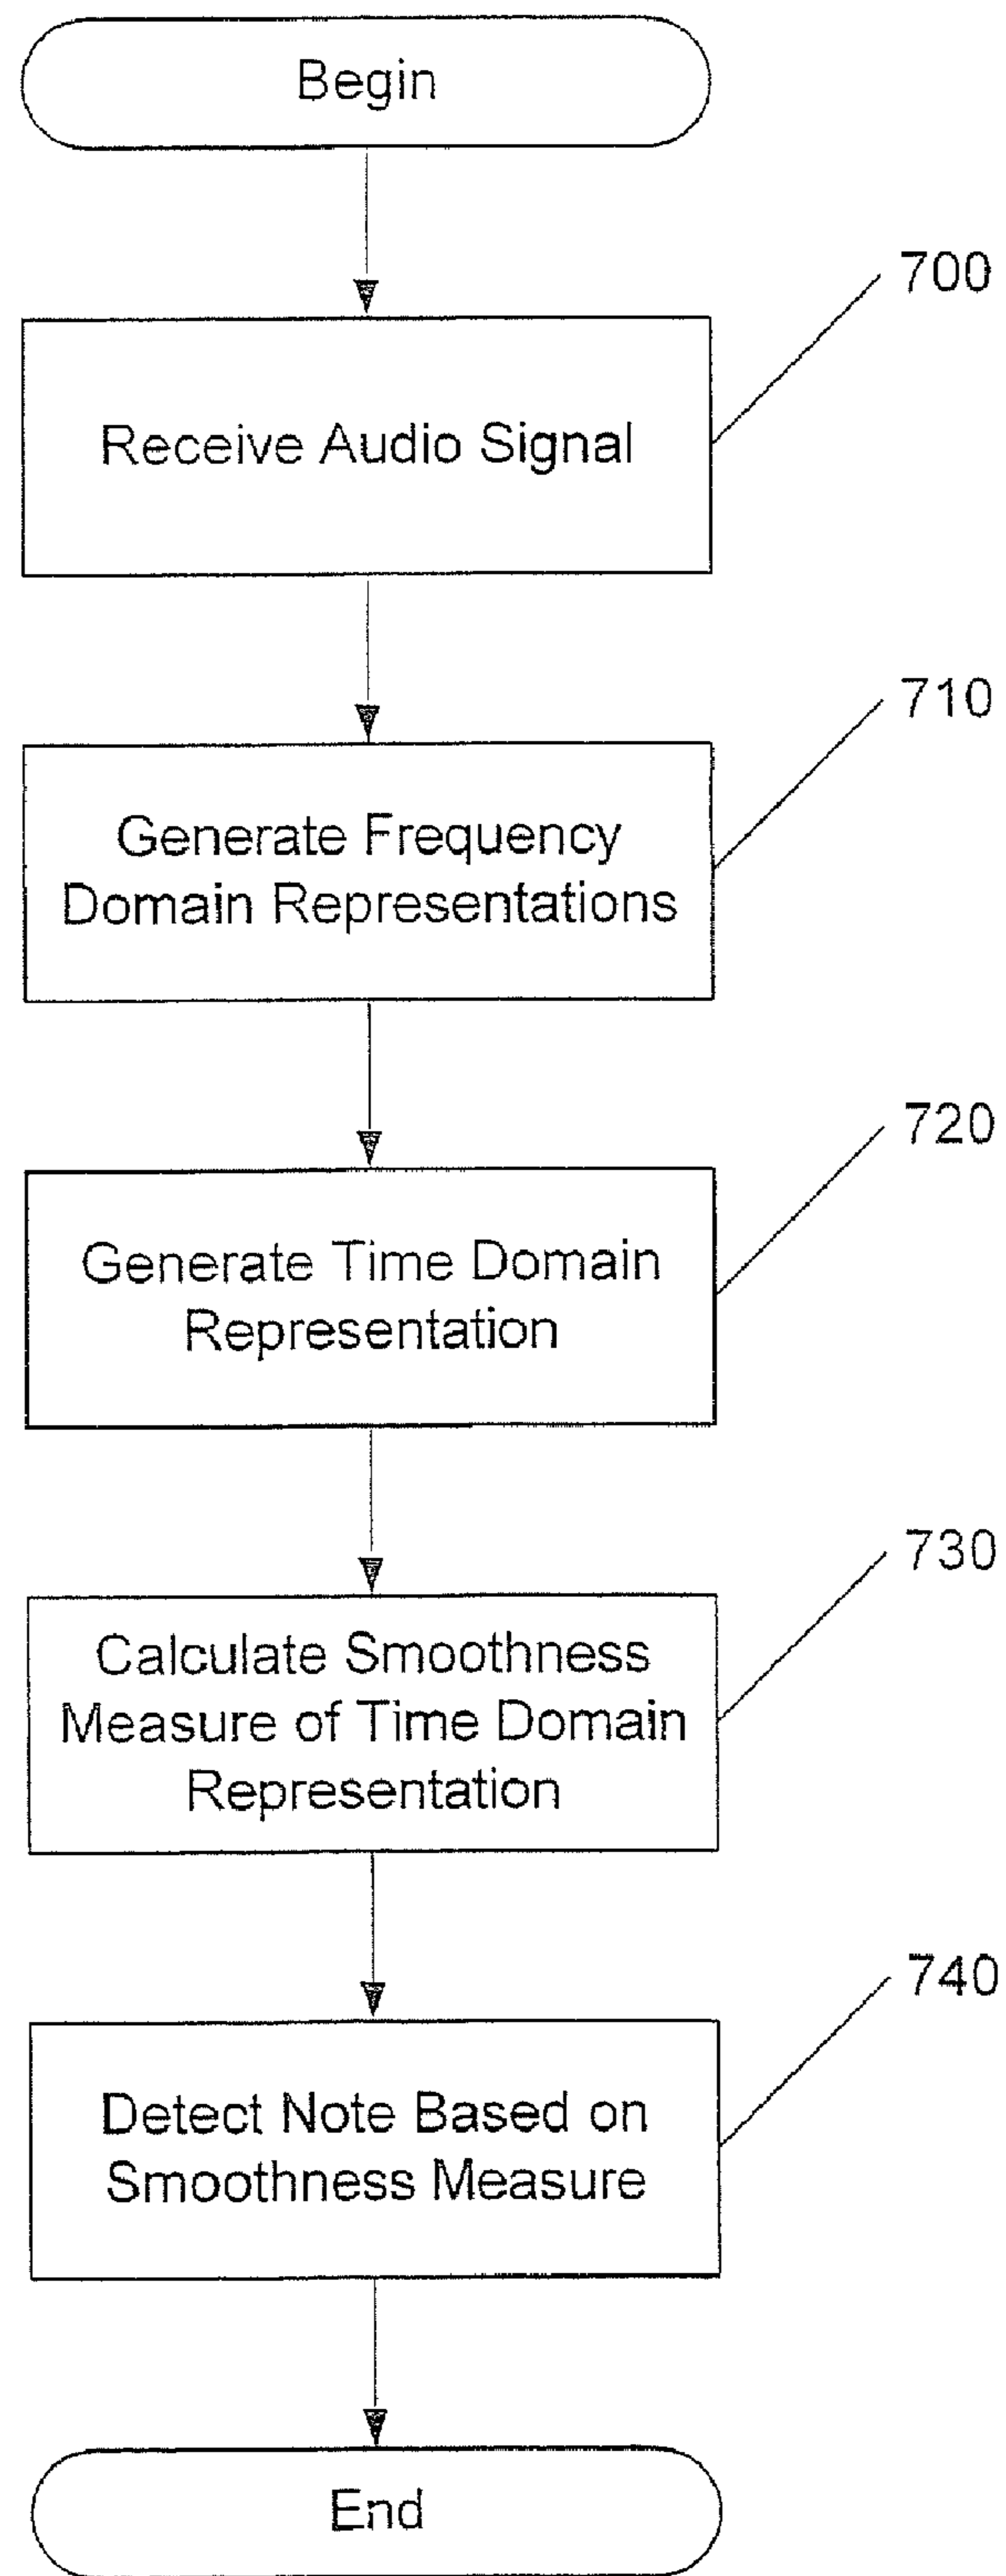 Begin
700
Receive Audio Signal
710
Generate Frequency
Domain Representations
720
Generate Time Domain
Representation
730
Calculate Smoothness
Measure of Time Domain
Representation
740
Detect Note Based on
Smoothness Measure
End